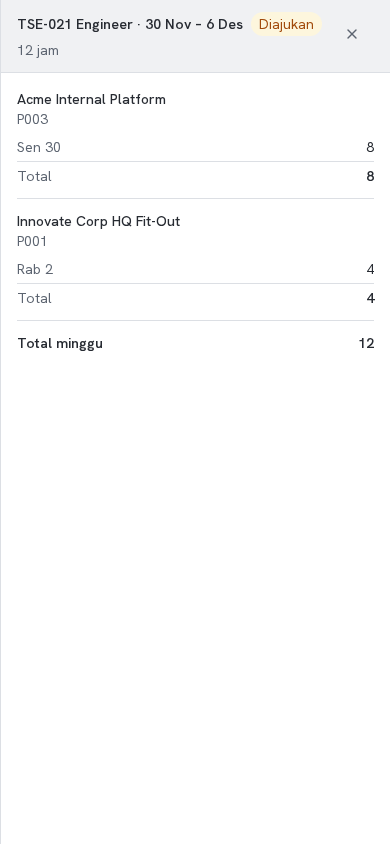 TSE-021 Engineer · 30 Nov – 6 Des Diajukan
12 jam
Acme Internal Platform
P003
Sen 30 8
Total 8
Innovate Corp HQ Fit-Out
P001
Rab 2 4
Total 4
Total minggu 12